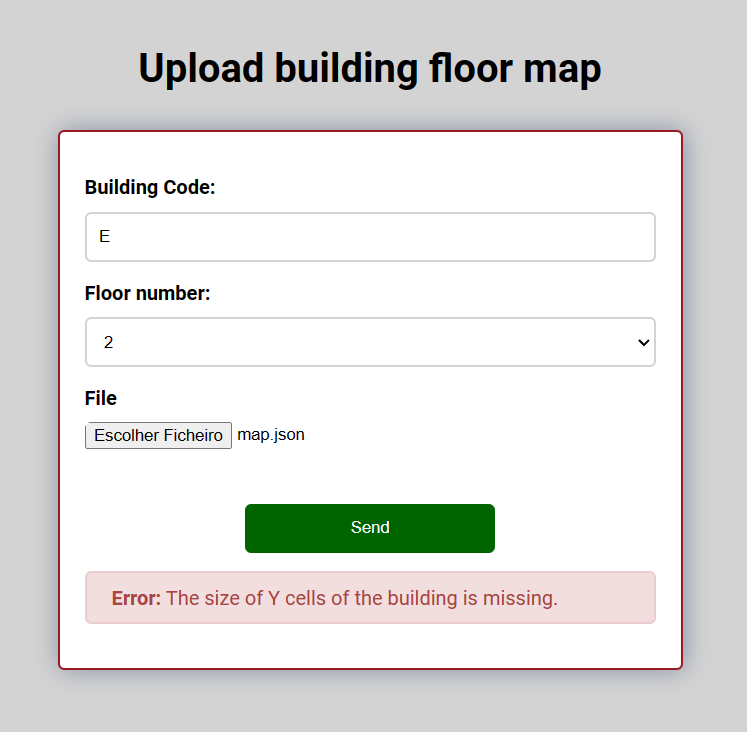 Upload building floor map
Building Code:
E
Floor number:
2
File
Escolher Ficheiro map.json
Send
Error: The size of Y cells of the building is missing.